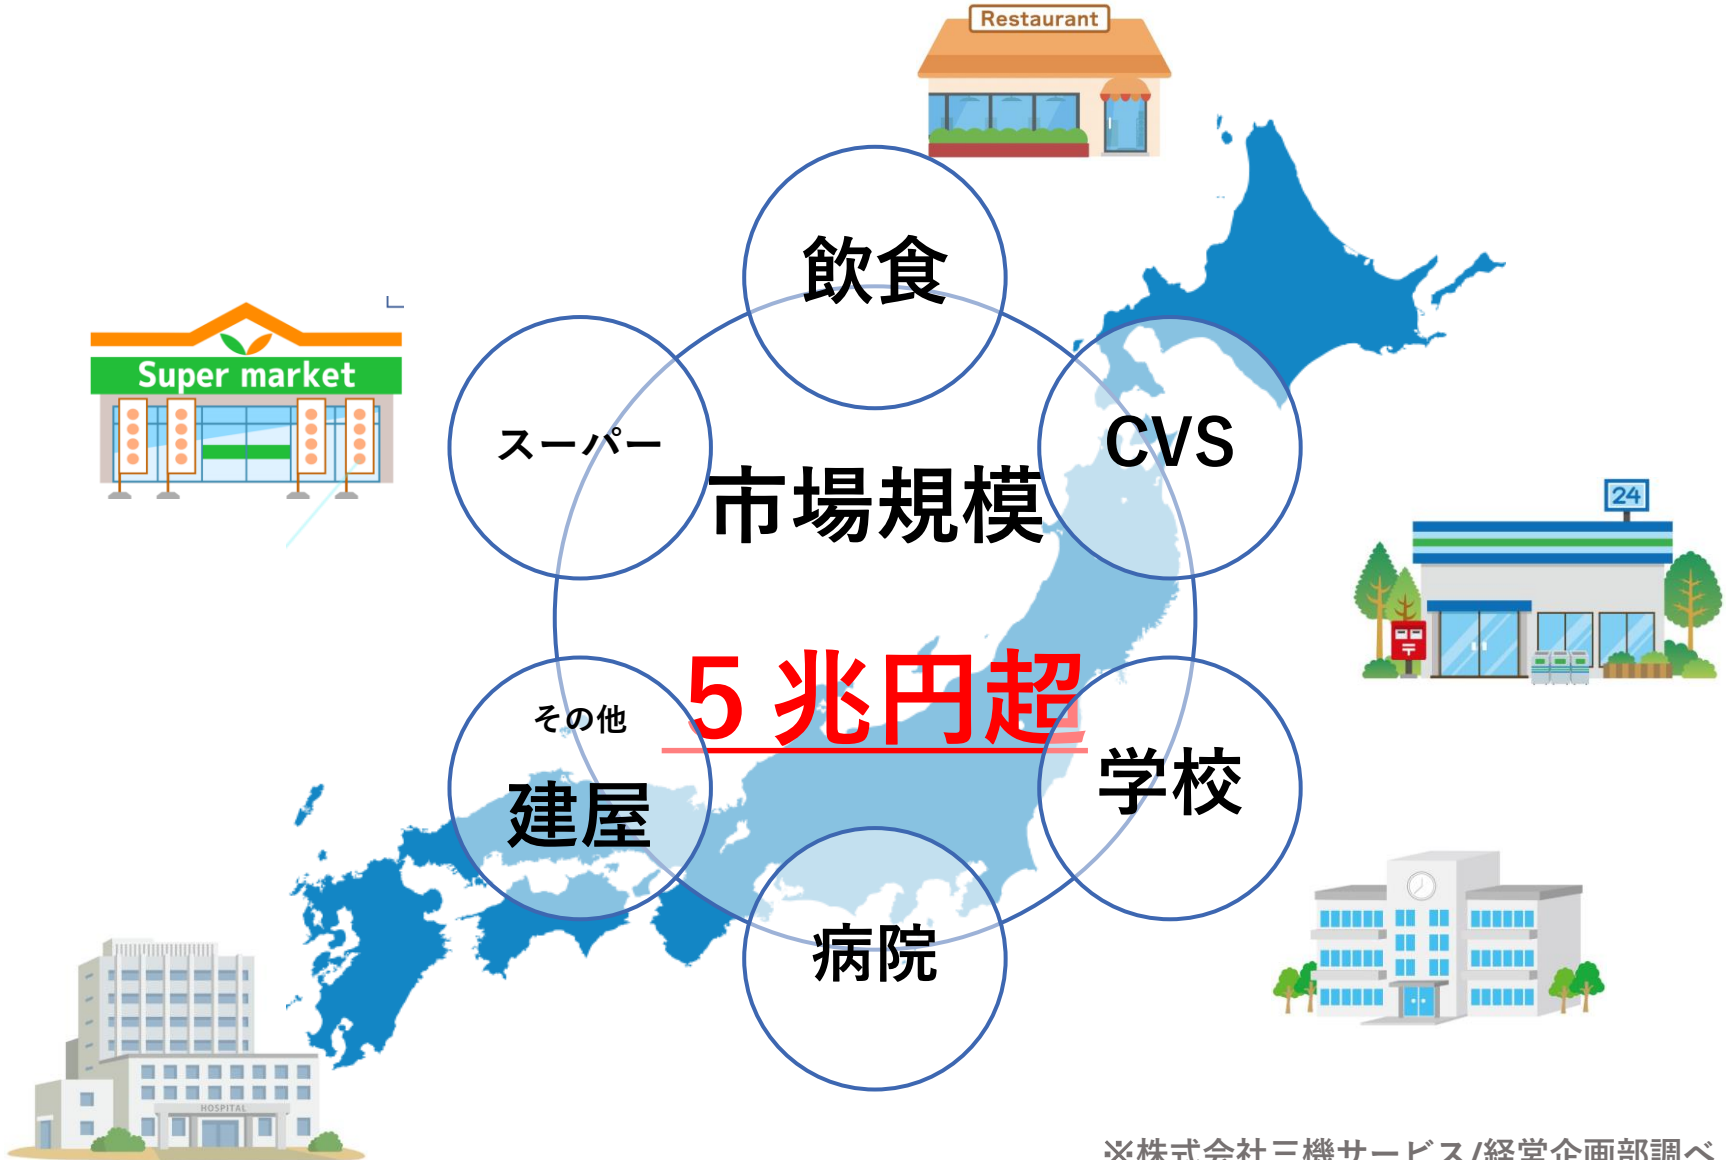 Restaurant
飲食
Super market
スーパー
CVS
市場規模
24
５兆円超
その他
建屋
学校
病院
HOSPITAL
※株式会社三機サービス/経営企画部調べ